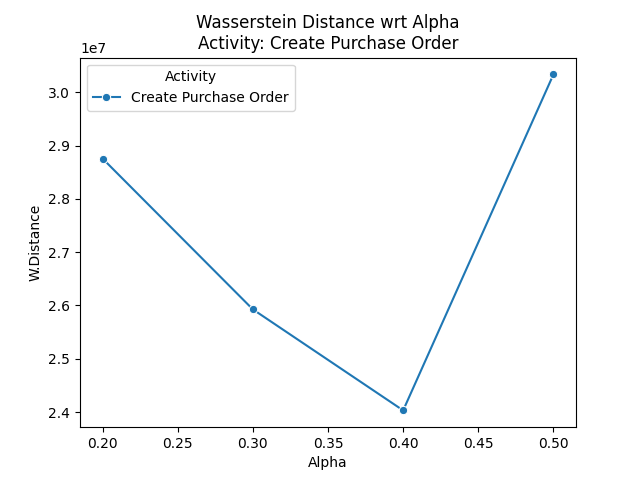 Wasserstein Distance wrt Alpha
Activity: Create Purchase Order
1e7
Activity
Create Purchase Order
3.0
2.9
2.8
2.7
2.6
2.5
2.4
W.Distance
0.20
0.25
0.30
0.35
0.40
0.45
0.50
Alpha